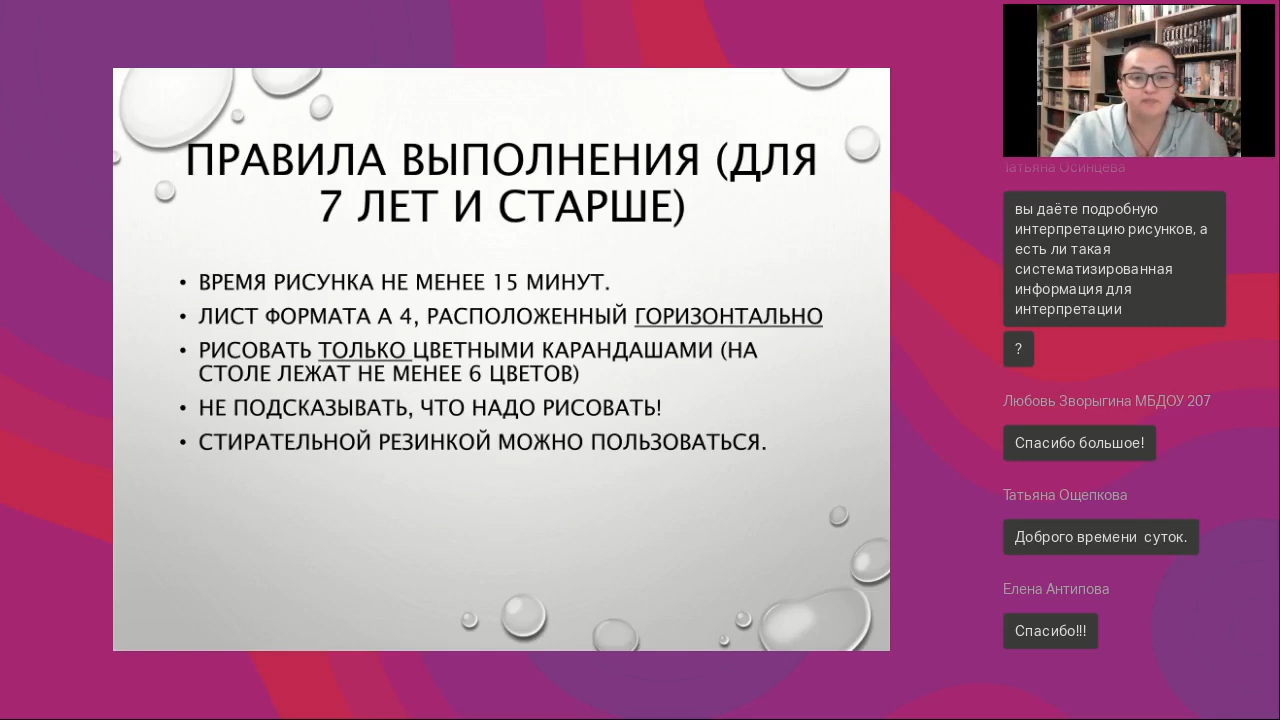 ПРАВИЛА ВЫПОЛНЕНИЯ (ДЛЯ
7 ЛЕТ И СТАРШЕ)
• ВРЕМЯ РИСУНКА НЕ МЕНЕЕ 15 МИНУТ.
• ЛИСТ ФОРМАТА А 4, РАСПОЛОЖЕННЫЙ ГОРИЗОНТАЛЬНО
• РИСОВАТЬ ТОЛЬКО ЦВЕТНЫМИ КАРАНДАШАМИ (НА
СТОЛЕ ЛЕЖАТ НЕ МЕНЕЕ 6 ЦВЕТОВ)
• НЕ ПОДСКАЗЫВАТЬ, ЧТО НАДО РИСОВАТЬ!
• СТИРАТЕЛЬНОЙ РЕЗИНКОЙ МОЖНО ПОЛЬЗОВАТЬСЯ.
Татьяна Осинцева
вы даёте подробную
интерпретацию рисунков, а
есть ли такая
систематизированная
информация для
интерпретации
?
Любовь Зворыгина МБДОУ 207
Спасибо большое!
Татьяна Ощепкова
Доброго времени суток.
Елена Антипова
Спасибо!!!